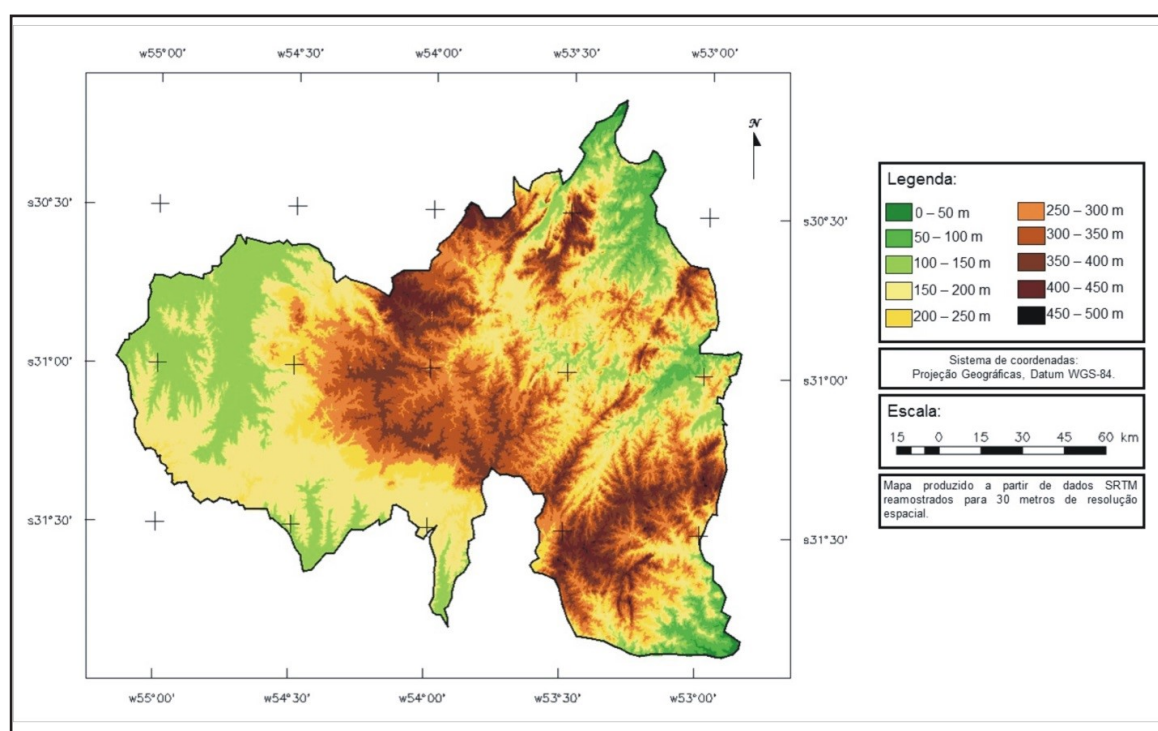 w55°00' w54°30' w54°00' w53°30' w53°00'
N
s30°30' s30°30'
s31°00' s31°00'
s31°30' s31°30'
w55°00' w54°30' w54°00' w53°30' w53°00'
Legenda:
0 – 50 m
50 – 100 m
100 – 150 m
150 – 200 m
200 – 250 m
250 – 300 m
300 – 350 m
350 – 400 m
400 – 450 m
450 – 500 m
Sistema de coordenadas:
Projeção Geográficas, Datum WGS-84.
Escala:
15 0 15 30 45 60 km
Mapa produzido a partir de dados SRTM
reamostrados para 30 metros de resolução
espacial.